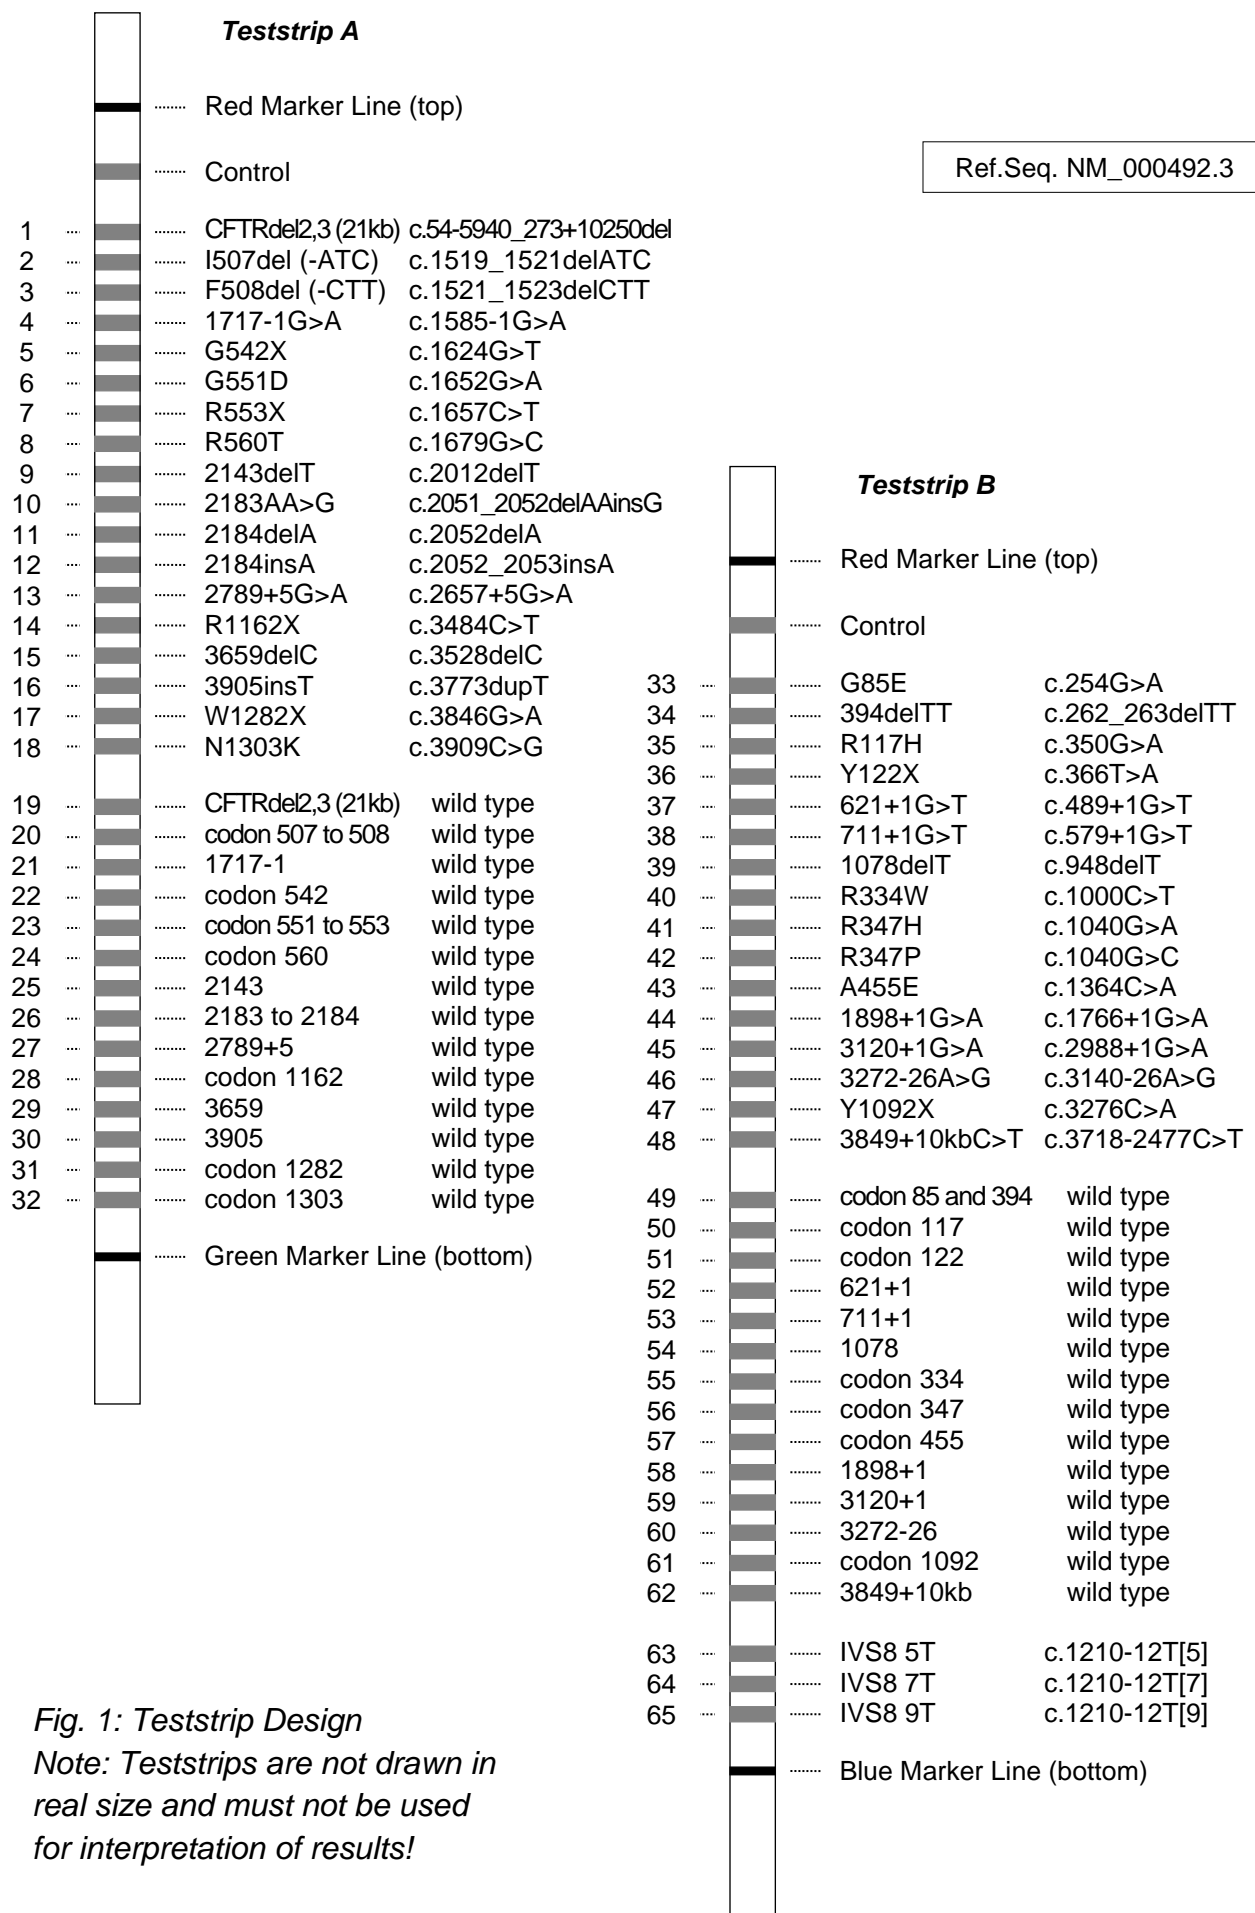 Teststrip A
Red Marker Line (top)
Control
Ref.Seq. NM_000492.3
1 CFTRdel2,3 (21kb) c.54-5940_273+10250del
2 I507del (-ATC) c.1519_1521delATC
3 F508del (-CTT) c.1521_1523delCTT
4 1717-1G>A c.1585-1G>A
5 G542X c.1624G>T
6 G551D c.1652G>A
7 R553X c.1657C>T
8 R560T c.1679G>C
9 2143delT c.2012delT
10 2183AA>G c.2051_2052delAAinsG
11 2184delA c.2052delA
12 2184insA c.2052_2053insA
13 2789+5G>A c.2657+5G>A
14 R1162X c.3484C>T
15 3659delC c.3528delC
16 3905insT c.3773dupT
17 W1282X c.3846G>A
18 N1303K c.3909C>G
19 CFTRdel2,3 (21kb) wild type
20 codon 507 to 508 wild type
21 1717-1 wild type
22 codon 542 wild type
23 codon 551 to 553 wild type
24 codon 560 wild type
25 2143 wild type
26 2183 to 2184 wild type
27 2789+5 wild type
28 codon 1162 wild type
29 3659 wild type
30 3905 wild type
31 codon 1282 wild type
32 codon 1303 wild type
Green Marker Line (bottom)
Teststrip B
Red Marker Line (top)
Control
33 G85E c.254G>A
34 394delTT c.262_263delTT
35 R117H c.350G>A
36 Y122X c.366T>A
37 621+1G>T c.489+1G>T
38 711+1G>T c.579+1G>T
39 1078delT c.948delT
40 R334W c.1000C>T
41 R347H c.1040G>A
42 R347P c.1040G>C
43 A455E c.1364C>A
44 1898+1G>A c.1766+1G>A
45 3120+1G>A c.2988+1G>A
46 3272-26A>G c.3140-26A>G
47 Y1092X c.3276C>A
48 3849+10kbC>T c.3718-2477C>T
49 codon 85 and 394 wild type
50 codon 117 wild type
51 codon 122 wild type
52 621+1 wild type
53 711+1 wild type
54 1078 wild type
55 codon 334 wild type
56 codon 347 wild type
57 codon 455 wild type
58 1898+1 wild type
59 3120+1 wild type
60 3272-26 wild type
61 codon 1092 wild type
62 3849+10kb wild type
63 IVS8 5T c.1210-12T[5]
64 IVS8 7T c.1210-12T[7]
65 IVS8 9T c.1210-12T[9]
Blue Marker Line (bottom)
Fig. 1: Teststrip Design
Note: Teststrips are not drawn in
real size and must not be used
for interpretation of results!